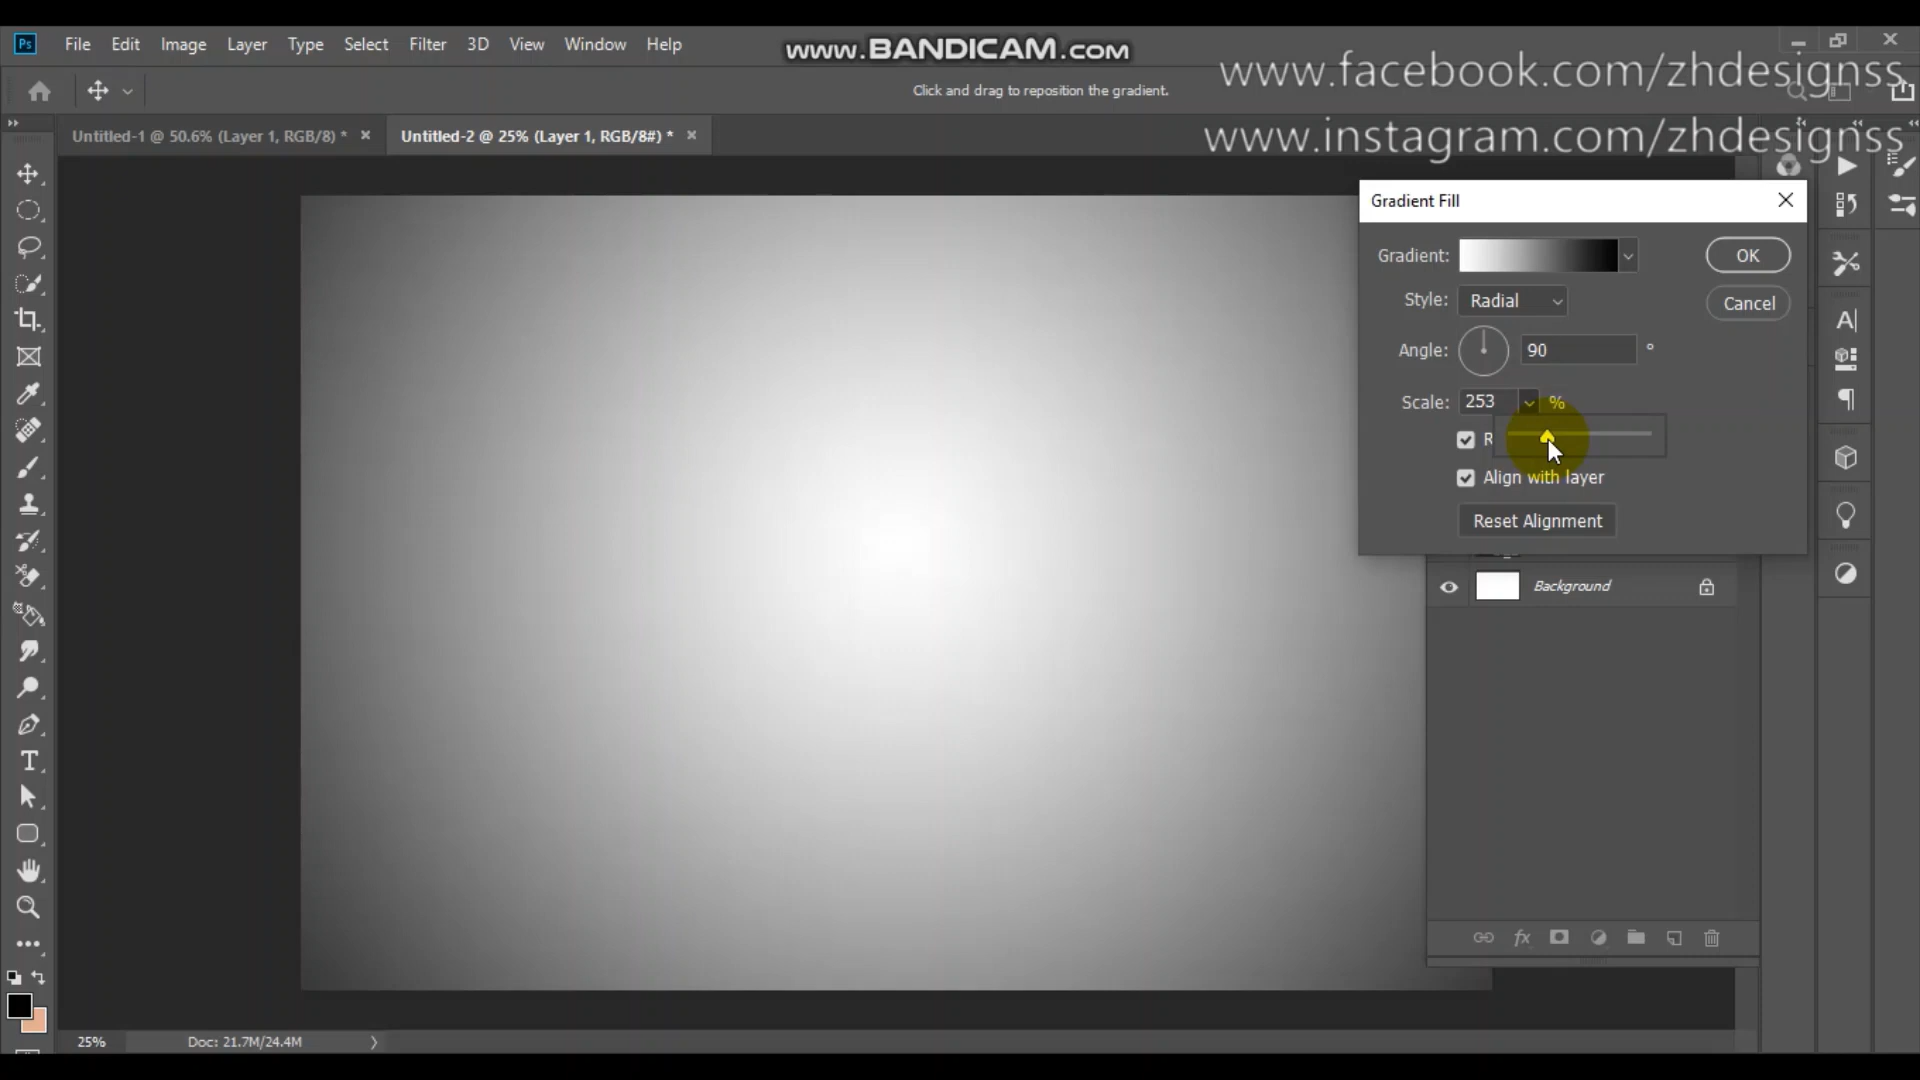 Ps File Edit Image Layer Type Select Filter 3D View Window Help
www.BANDICAM.com
www.facebook.com/zhdesignss
Click and drag to reposition the gradient.
Untitled-1 @ 50.6% (Layer 1, RGB/8) *
Untitled-2 @ 25% (Layer 1, RGB/8#) *
www.instagram.com/zhdesignss
Gradient Fill
Gradient:
OK
Style: Radial
Cancel
Angle: 90 °
Scale: 253 %
R
Align with layer
Reset Alignment
Background
fx
25% Doc: 21.7M/24.4M